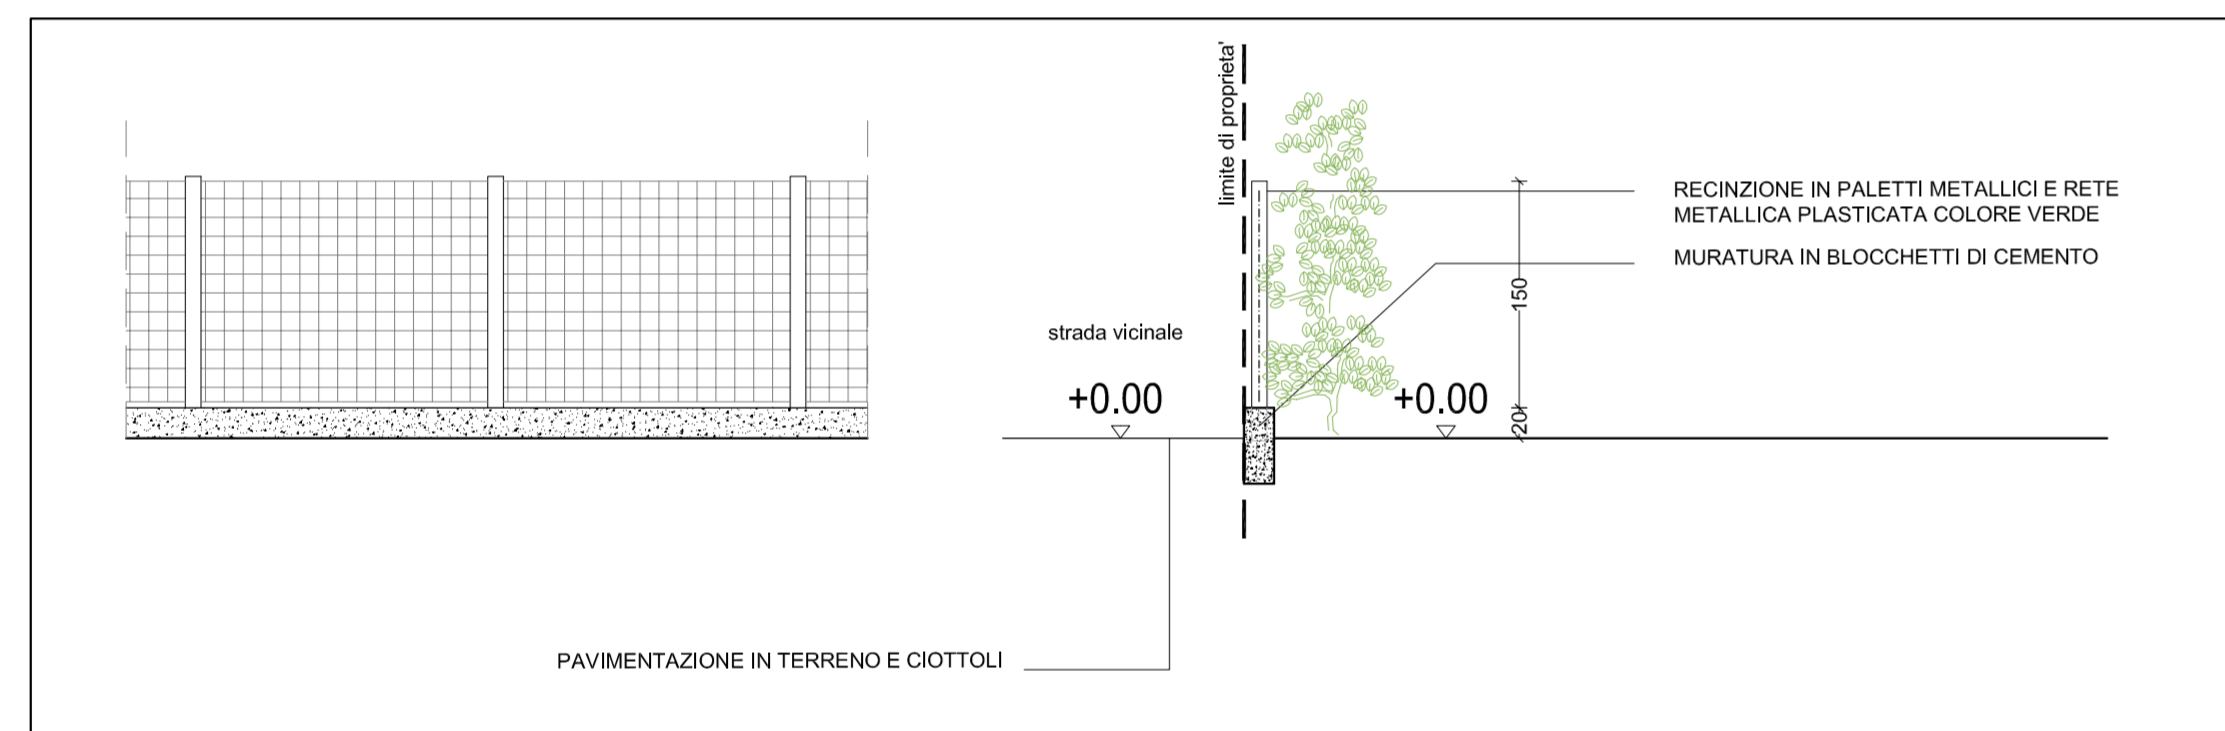 limite di proprieta'
RECINZIONE IN PALETTI METALLICI E RETE
METALLICA PLASTICATA COLORE VERDE
MURATURA IN BLOCCHETTI DI CEMENTO
150
strada vicinale
+0.00
+0.00
20
PAVIMENTAZIONE IN TERRENO E CIOTTOLI